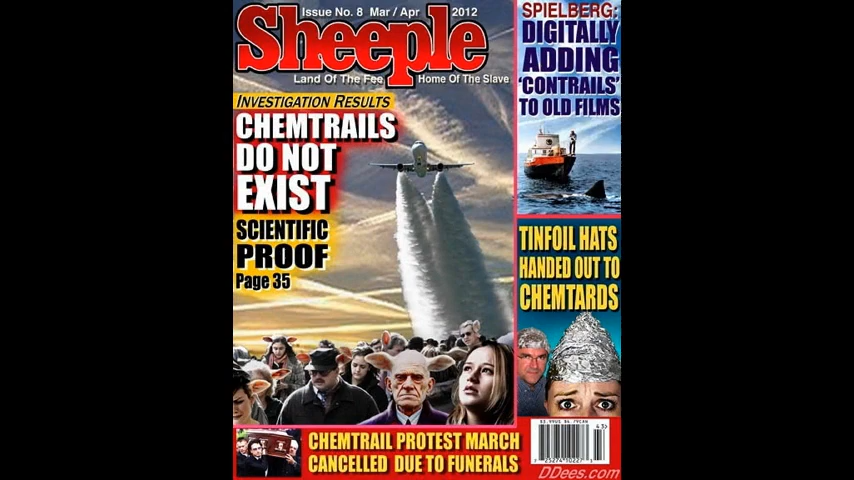 Issue No. 8 Mar / Apr 2012
Sheeple
Land Of The Fee Home Of The Slave
INVESTIGATION RESULTS
CHEMTRAILS
DO NOT
EXIST
SCIENTIFIC
PROOF
Page 35
SPIELBERG:
DIGITALLY
ADDING
'CONTRAILS'
TO OLD FILMS
TINFOIL HATS
HANDED OUT TO
CHEMTARDS
CHEMTRAIL PROTEST MARCH
CANCELLED DUE TO FUNERALS
43>
DDees.com